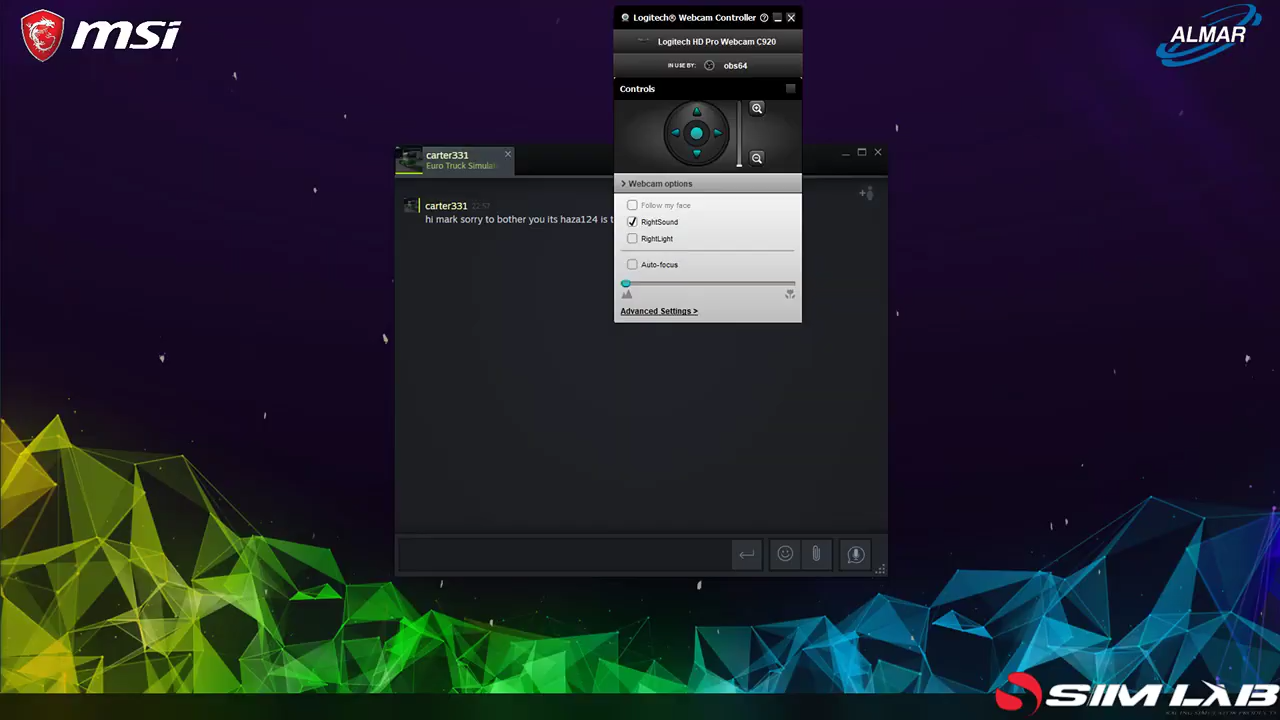 msi
Logitech® Webcam Controller
ALMAR
Logitech HD Pro Webcam C920
IN USE BY: obs64
Controls
carter331
Euro Truck Simula
Webcam options
Follow my face
RightSound
RightLight
Auto-focus
Advanced Settings >
carter331 22:57
hi mark sorry to bother you its haza124 is t
SIM LAB